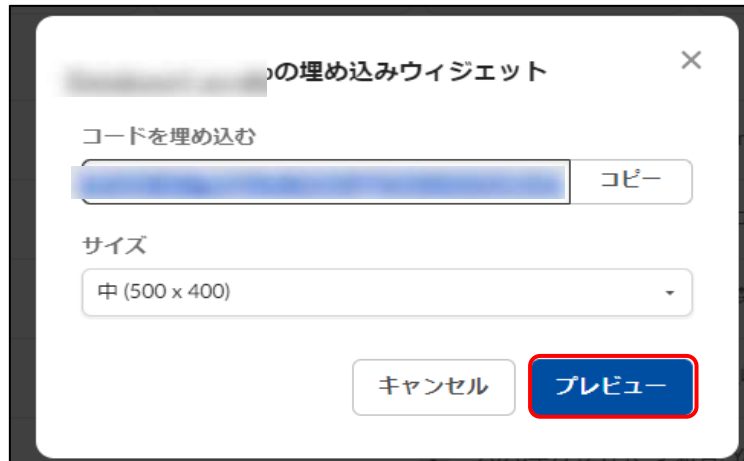 の埋め込みウィジェット
コードを埋め込む
コピー
サイズ
中 (500 x 400)
キャンセル
プレビュー